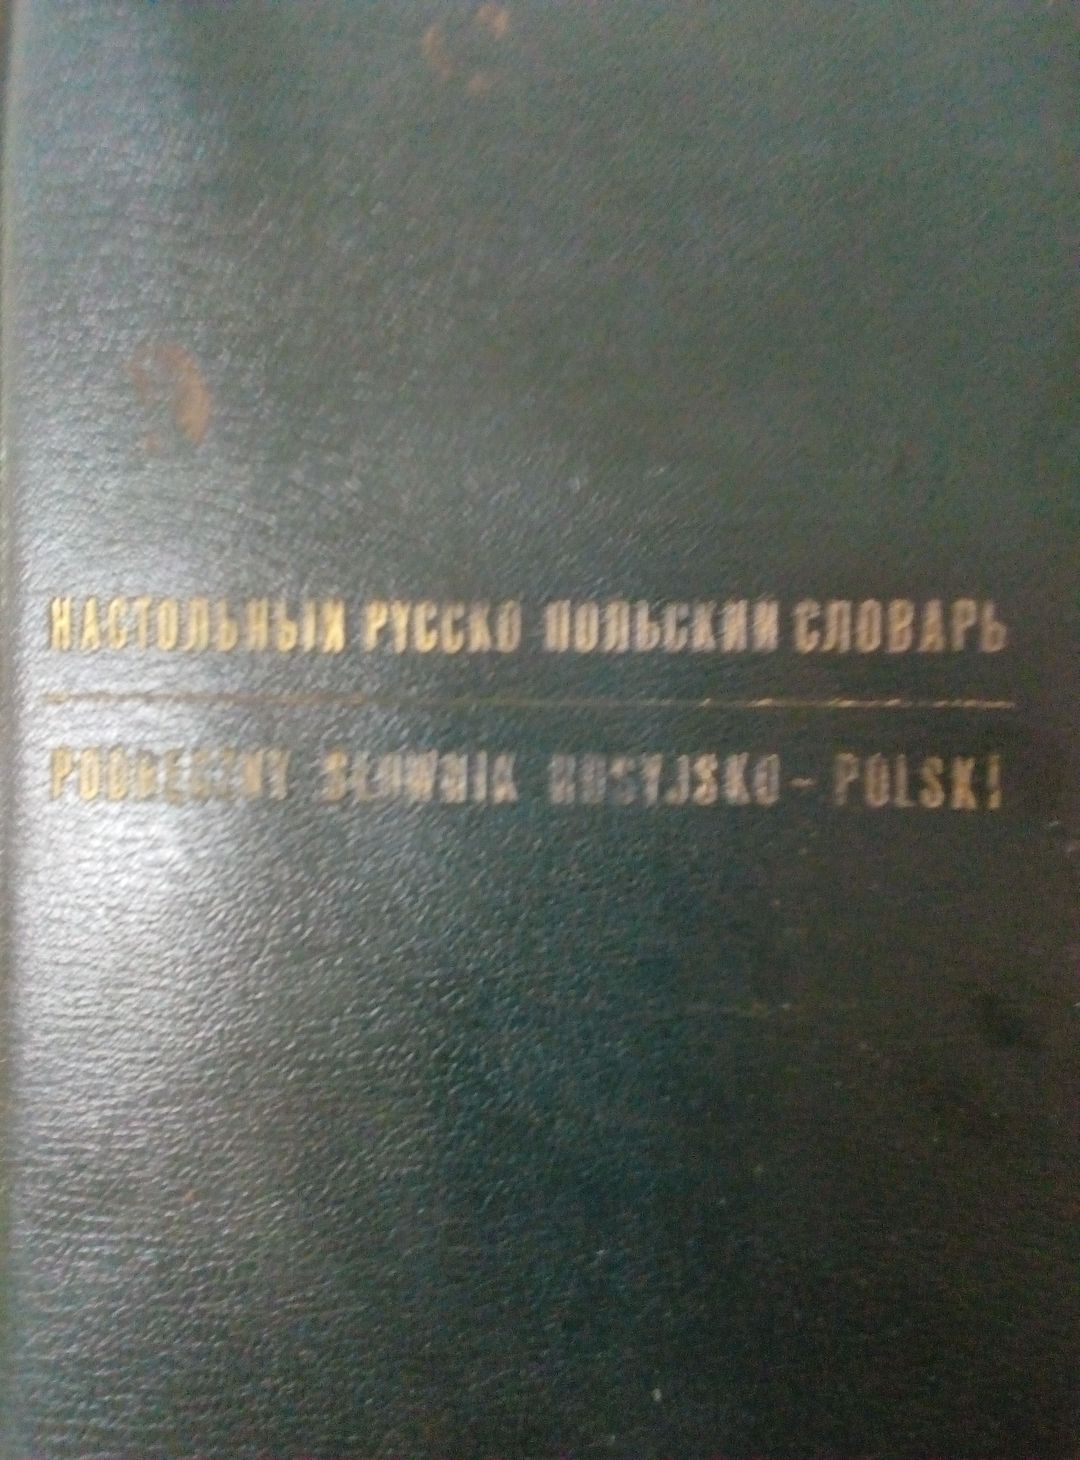 НАСТОЛЬНЫЙ РУССКО ПОЛЬСКИЙ СЛОВАРЬ
PODRĘCZNY SŁOWNIK ROSYJSKO-POLSKI